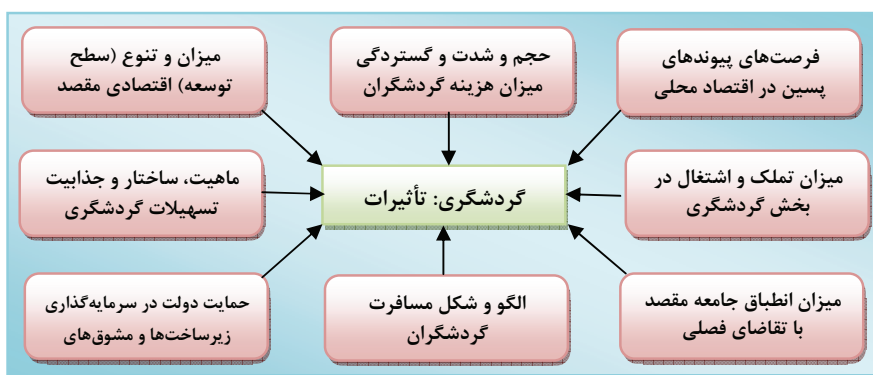 فرصت‌های پیوندهای
پسین در اقتصاد محلی
حجم و شدت و گستردگی
میزان هزینه گردشگران
میزان و تنوع (سطح
توسعه) اقتصادی مقصد
میزان تملک و اشتغال در
بخش گردشگری
گردشگری: تأثیرات
ماهیت، ساختار و جذابیت
تسهیلات گردشگری
میزان انطباق جامعه مقصد
با تقاضای فصلی
الگو و شکل مسافرت
گردشگران
حمایت دولت در سرمایه‌گذاری
زیرساخت‌ها و مشوق‌های